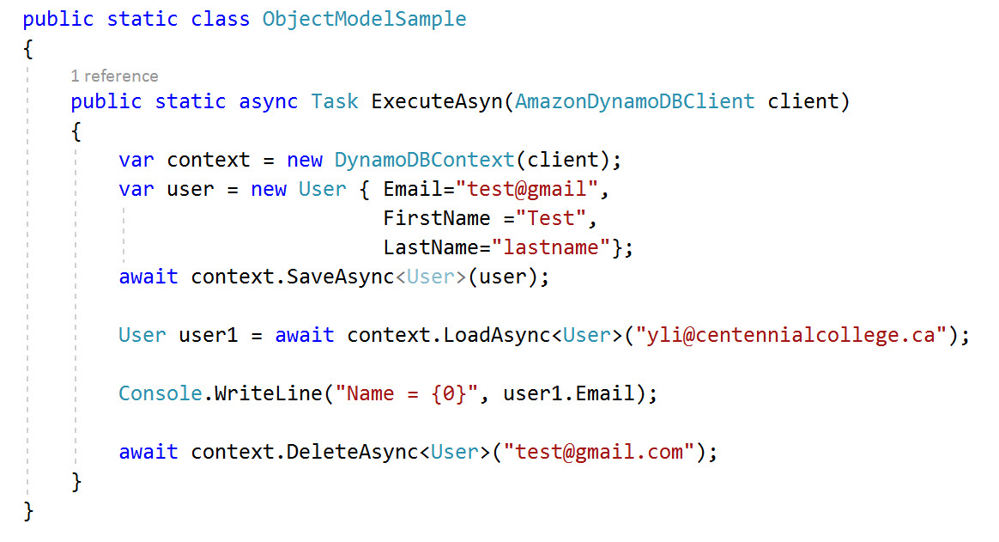 public static class ObjectModelSample
{
1 reference
public static async Task ExecuteAsyn(AmazonDynamoDBClient client)
{
var context = new DynamoDBContext(client);
var user = new User { Email="test@gmail",
FirstName ="Test",
LastName="lastname"};
await context.SaveAsync<User>(user);
User user1 = await context.LoadAsync<User>("yli@centennialcollege.ca");
Console.WriteLine("Name = {0}", user1.Email);
await context.DeleteAsync<User>("test@gmail.com");
}
}